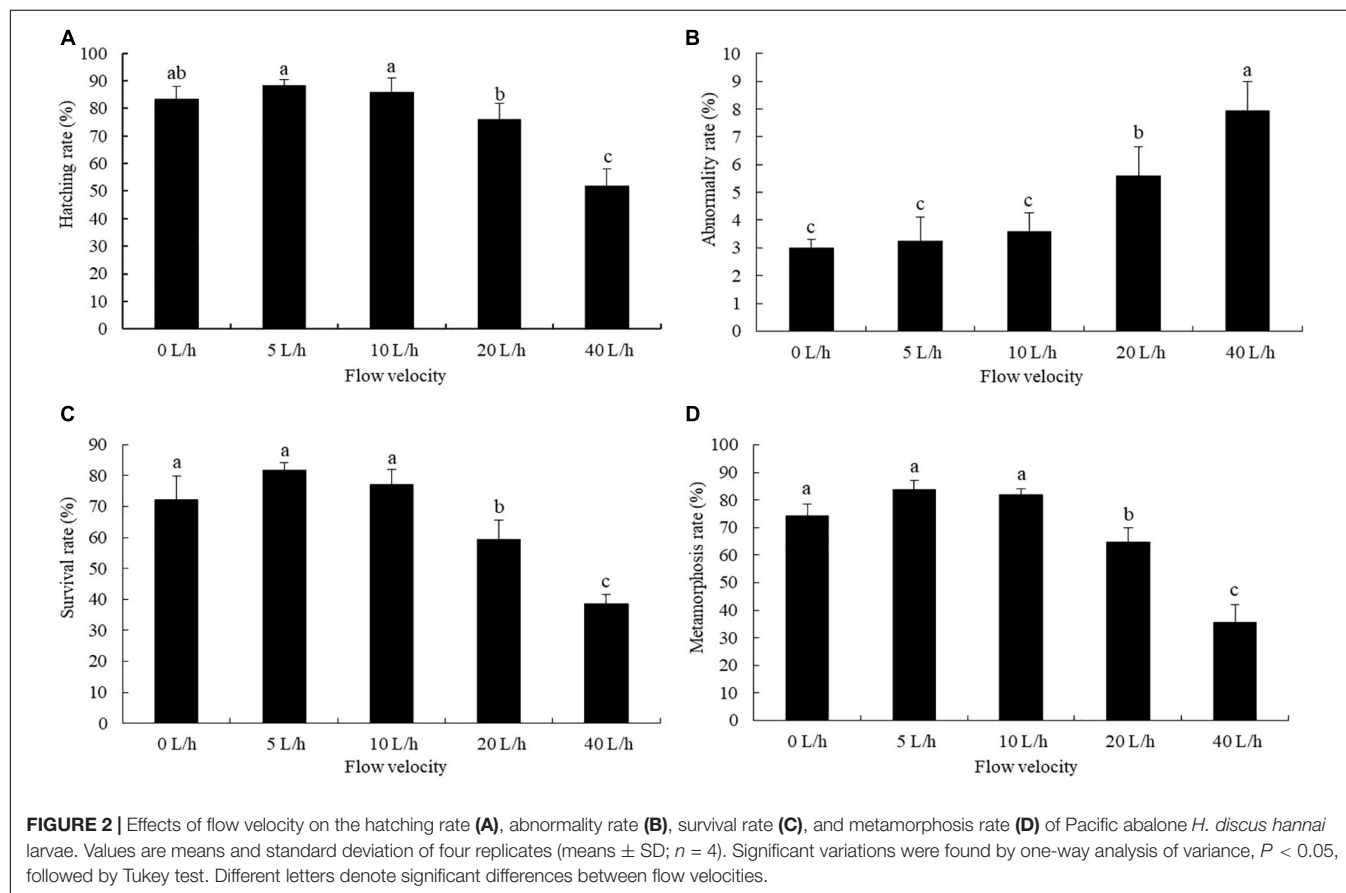 A
Hatching rate (%)
100
90
80
70
60
50
40
30
20
10
0
ab
a
a
b
c
0 L/h 5 L/h 10 L/h 20 L/h 40 L/h
Flow velocity
B
Abnormality rate (%)
10
9
8
7
6
5
4
3
2
1
0
c
c
c
b
a
0 L/h 5 L/h 10 L/h 20 L/h 40 L/h
Flow velocity
C
Survival rate (%)
90
80
70
60
50
40
30
20
10
0
a
a
a
b
c
0 L/h 5 L/h 10 L/h 20 L/h 40 L/h
Flow velocity
D
Metamorphosis rate (%)
100
90
80
70
60
50
40
30
20
10
0
a
a
a
b
c
0 L/h 5 L/h 10 L/h 20 L/h 40 L/h
Flow velocity
FIGURE 2 | Effects of flow velocity on the hatching rate (A), abnormality rate (B), survival rate (C), and metamorphosis rate (D) of Pacific abalone H. discus hannai
larvae. Values are means and standard deviation of four replicates (means ± SD; n = 4). Significant variations were found by one-way analysis of variance, P < 0.05,
followed by Tukey test. Different letters denote significant differences between flow velocities.